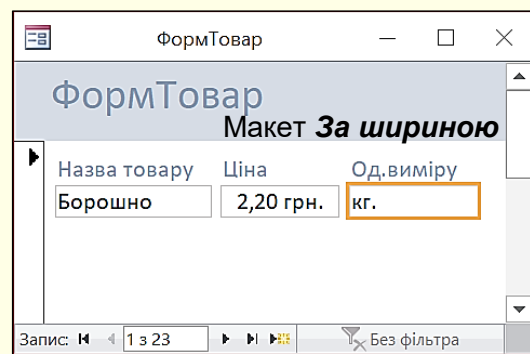 ФормТовар
ФормТовар
Макет За шириною
Назва товару Ціна Од.виміру
Борошно 2,20 грн. кг.
Запис: 1 з 23 Без фільтра